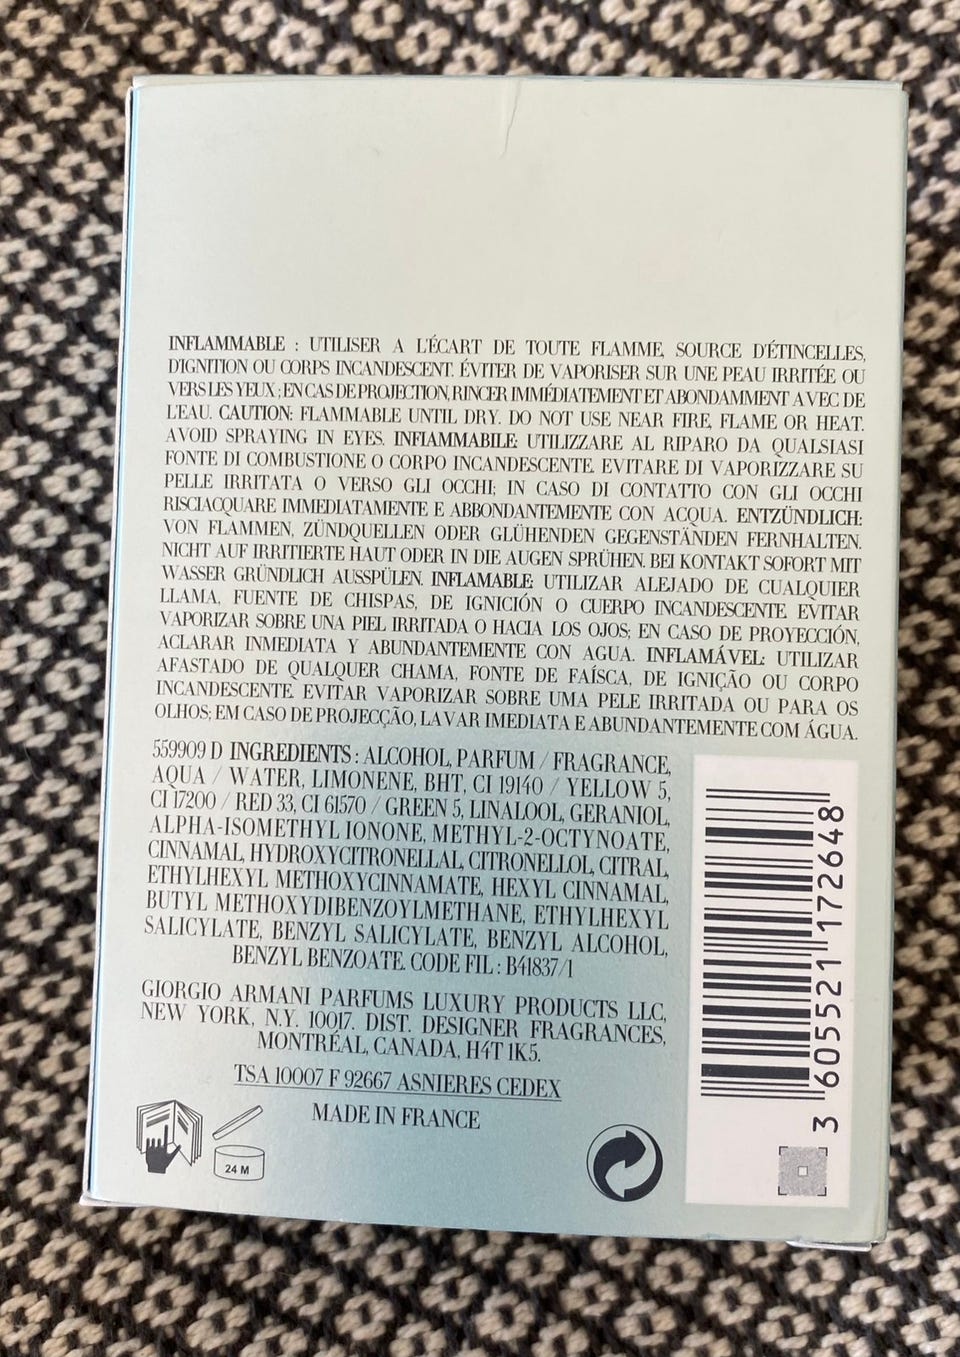 INFLAMMABLE : UTILISER A L'ÉCART DE TOUTE FLAMME, SOURCE D'ÉTINCELLES,
D'IGNITION OU CORPS INCANDESCENT. ÉVITER DE VAPORISER SUR UNE PEAU IRRITÉE OU
VERS LES YEUX ; EN CAS DE PROJECTION, RINCER IMMÉDIATEMENT ET ABONDAMMENT AVEC DE
L'EAU. CAUTION: FLAMMABLE UNTIL DRY. DO NOT USE NEAR FIRE, FLAME OR HEAT.
AVOID SPRAYING IN EYES. INFIAMMABILE: UTILIZZARE AL RIPARO DA QUALSIASI
FONTE DI COMBUSTIONE O CORPO INCANDESCENTE. EVITARE DI VAPORIZZARE SU
PELLE IRRITATA O VERSO GLI OCCHI; IN CASO DI CONTATTO CON GLI OCCHI
RISCIACQUARE IMMEDIATAMENTE E ABBONDANTEMENTE CON ACQUA. ENTZÜNDLICH:
VON FLAMMEN, ZÜNDQUELLEN ODER GLÜHENDEN GEGENSTÄNDEN FERNHALTEN.
NICHT AUF IRRITIERTE HAUT ODER IN DIE AUGEN SPRÜHEN. BEI KONTAKT SOFORT MIT
WASSER GRÜNDLICH AUSSPÜLEN. INFLAMABLE: UTILIZAR ALEJADO DE CUALQUIER
LLAMA, FUENTE DE CHISPAS, DE IGNICIÓN O CUERPO INCANDESCENTE. EVITAR
VAPORIZAR SOBRE UNA PIEL IRRITADA O HACIA LOS OJOS; EN CASO DE PROYECCIÓN,
ACLARAR INMEDIATA Y ABUNDANTEMENTE CON AGUA. INFLAMÁVEL: UTILIZAR
AFASTADO DE QUALQUER CHAMA, FONTE DE FAÍSCA, DE IGNIÇÃO OU CORPO
INCANDESCENTE. EVITAR VAPORIZAR SOBRE UMA PELE IRRITADA OU PARA OS
OLHOS; EM CASO DE PROJECÇÃO, LAVAR IMEDIATA E ABUNDANTEMENTE COM ÁGUA.
559909 D INGREDIENTS : ALCOHOL, PARFUM / FRAGRANCE,
AQUA / WATER, LIMONENE, BHT, CI 19140 / YELLOW 5,
CI 17200 / RED 33, CI 61570 / GREEN 5, LINALOOL, GERANIOL,
ALPHA-ISOMETHYL IONONE, METHYL-2-OCTYNOATE,
CINNAMAL, HYDROXYCITRONELLAL, CITRONELLOL, CITRAL,
ETHYLHEXYL METHOXYCINNAMATE, HEXYL CINNAMAL,
BUTYL METHOXYDIBENZOYLMETHANE, ETHYLHEXYL
SALICYLATE, BENZYL SALICYLATE, BENZYL ALCOHOL,
BENZYL BENZOATE. CODE FIL : B41837/1
GIORGIO ARMANI PARFUMS LUXURY PRODUCTS LLC,
NEW YORK, N.Y. 10017. DIST. DESIGNER FRAGRANCES,
MONTRÉAL, CANADA, H4T 1K5.
TSA 10007 F 92667 ASNIERES CEDEX
MADE IN FRANCE
24 M
3 605521 172648